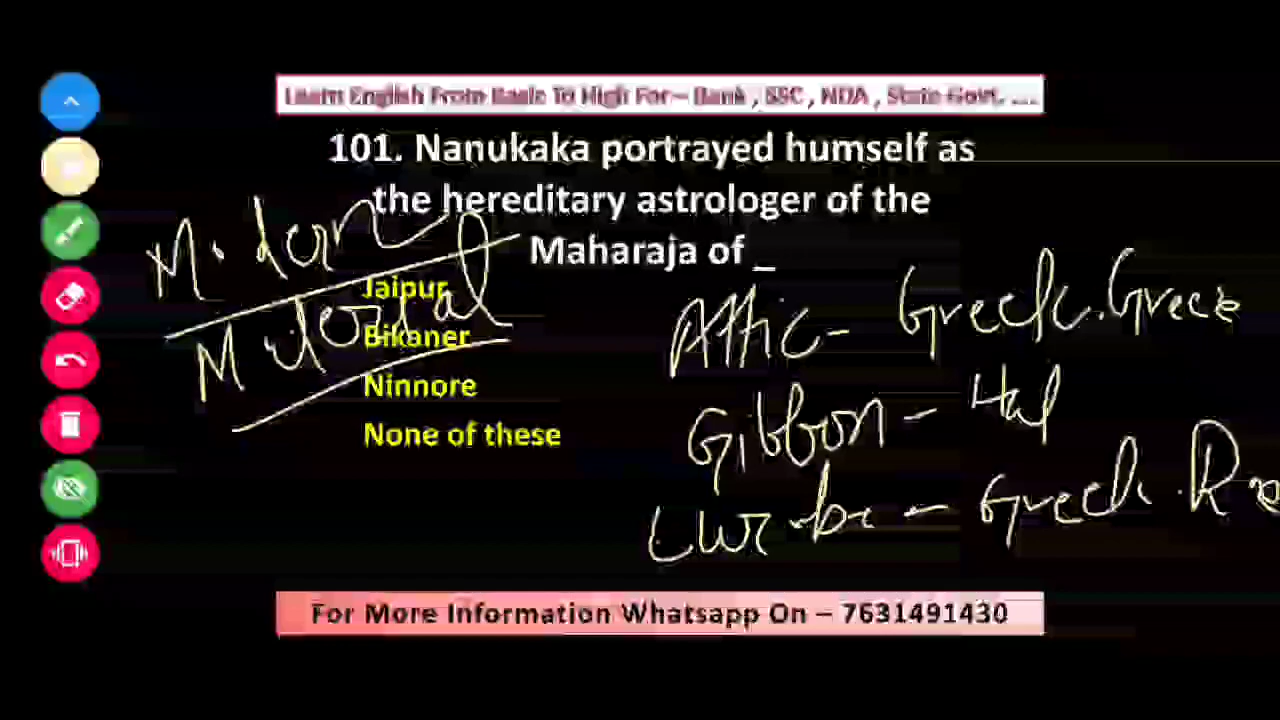 Learn English From Basic To High For – Bank , SSC , NDA , State Govt. ....
101. Nanukaka portrayed humself as
the hereditary astrologer of the
Maharaja of _
Jaipur
Bikaner
Ninnore
None of these
Attic - Greek.
Gibbon -
- Greek.
For More Information Whatsapp On – 7631491430